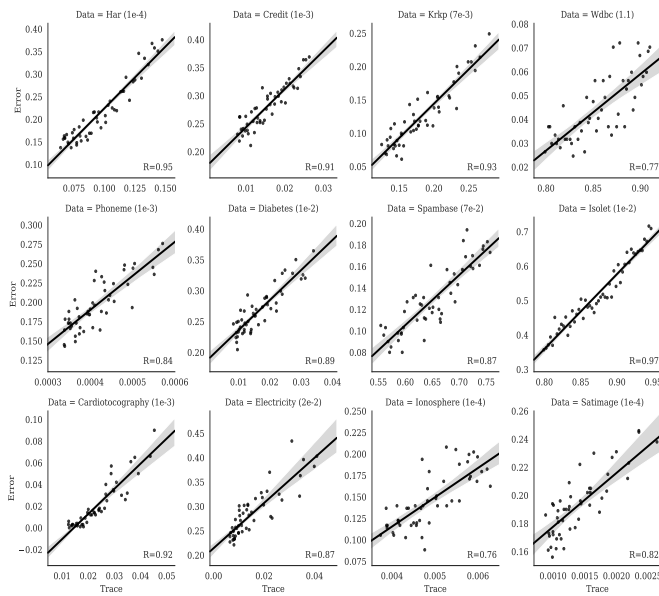 Data = Har (1e-4)
Data = Credit (1e-3)
Data = Krkp (7e-3)
Data = Wdbc (1.1)
0.40
0.35
0.30
0.25
0.20
0.15
0.10
Error
0.075 0.100 0.125 0.150
R=0.95
0.40
0.35
0.30
0.25
0.20
0.01 0.02 0.03
R=0.91
0.25
0.20
0.15
0.10
0.05
0.15 0.20 0.25
R=0.93
0.08
0.07
0.06
0.05
0.04
0.03
0.02
0.80 0.85 0.90
R=0.77
Data = Phoneme (1e-3)
Data = Diabetes (1e-2)
Data = Spambase (7e-2)
Data = Isolet (1e-2)
0.300
0.275
0.250
0.225
0.200
0.175
0.150
0.125
Error
0.0003 0.0004 0.0005 0.0006
R=0.84
0.40
0.35
0.30
0.25
0.20
0.01 0.02 0.03 0.04
R=0.89
0.20
0.18
0.16
0.14
0.12
0.10
0.08
0.55 0.60 0.65 0.70 0.75
R=0.87
0.7
0.6
0.5
0.4
0.3
0.80 0.85 0.90 0.95
R=0.97
Data = Cardiotocography (1e-3)
Data = Electricity (2e-2)
Data = Ionosphere (1e-4)
Data = Satimage (1e-4)
0.10
0.08
0.06
0.04
0.02
0.00
−0.02
Error
0.01 0.02 0.03 0.04 0.05
Trace
R=0.92
0.45
0.40
0.35
0.30
0.25
0.20
0.00 0.02 0.04
Trace
R=0.87
0.250
0.225
0.200
0.175
0.150
0.125
0.100
0.075
0.004 0.005 0.006
Trace
R=0.76
0.26
0.24
0.22
0.20
0.18
0.16
0.0010 0.0015 0.0020 0.0025
Trace
R=0.82